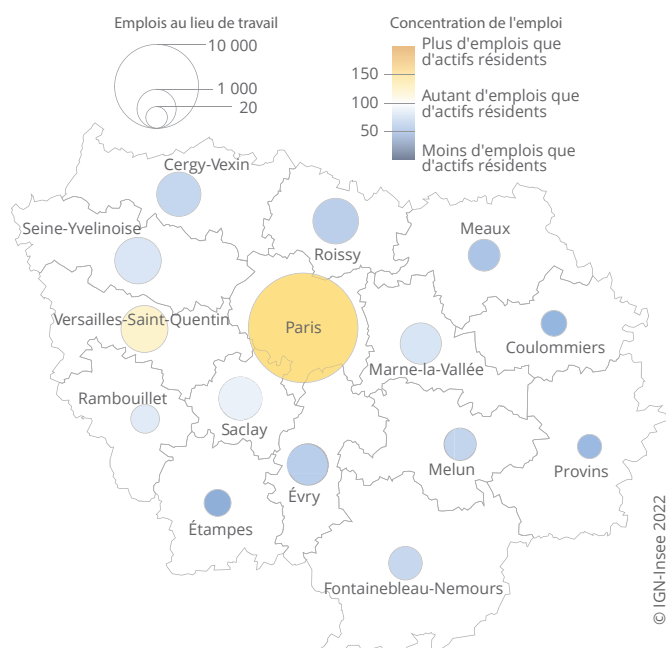 Emplois au lieu de travail
10 000
1 000
20
Concentration de l'emploi
Plus d'emplois que
d'actifs résidents
150
Autant d'emplois que
d'actifs résidents
100
50
Moins d'emplois que
d'actifs résidents
Cergy-Vexin
Seine-Yvelinoise
Roissy
Meaux
Versailles-Saint-Quentin
Paris
Coulommiers
Marne-la-Vallée
Rambouillet
Saclay
Melun
Provins
Évry
Étampes
Fontainebleau-Nemours
© IGN-Insee 2022